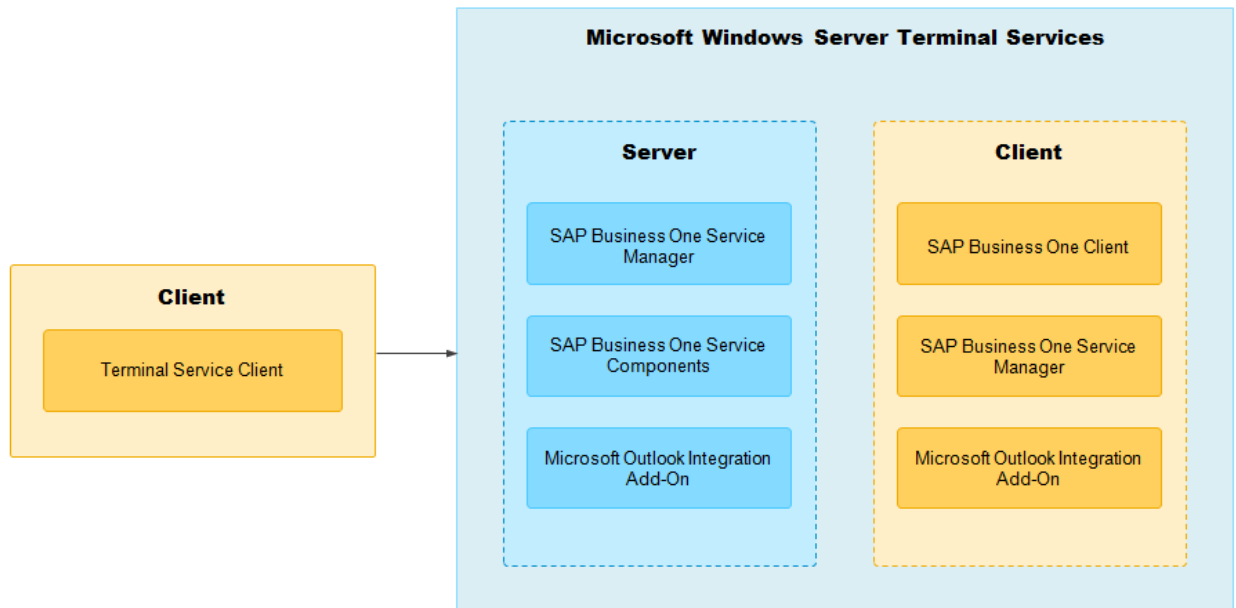 Microsoft Windows Server Terminal Services
Client
Terminal Service Client
Server
SAP Business One Service
Manager
SAP Business One Service
Components
Microsoft Outlook Integration
Add-On
Client
SAP Business One Client
SAP Business One Service
Manager
Microsoft Outlook Integration
Add-On